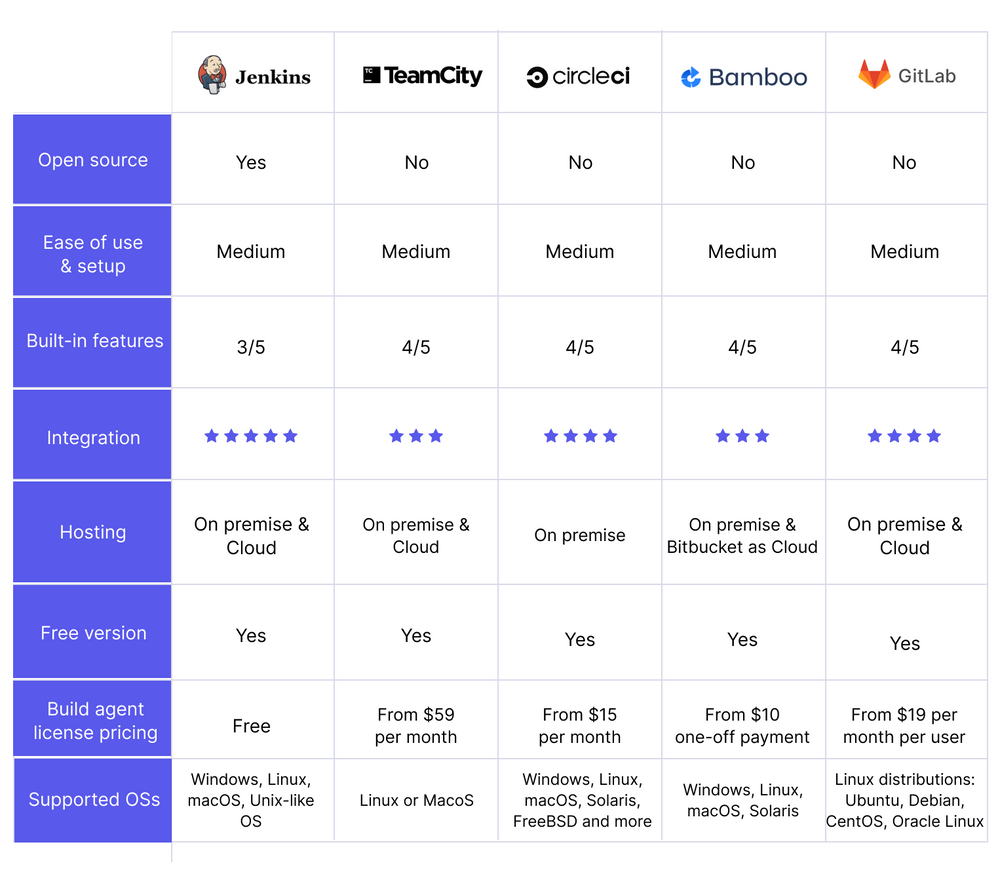 Jenkins
TC TeamCity
circleci
Bamboo
GitLab
Open source
Yes
No
No
No
No
Ease of use
& setup
Medium
Medium
Medium
Medium
Medium
Built-in features
3/5
4/5
4/5
4/5
4/5
Integration
Hosting
On premise &
Cloud
On premise &
Cloud
On premise
On premise &
Bitbucket as Cloud
On premise &
Cloud
Free version
Yes
Yes
Yes
Yes
Yes
Build agent
license pricing
Free
From $59
per month
From $15
per month
From $10
one-off payment
From $19 per
month per user
Supported OSs
Windows, Linux,
macOS, Unix-like
OS
Linux or MacoS
Windows, Linux,
macOS, Solaris,
FreeBSD and more
Windows, Linux,
macOS, Solaris
Linux distributions:
Ubuntu, Debian,
CentOS, Oracle Linux